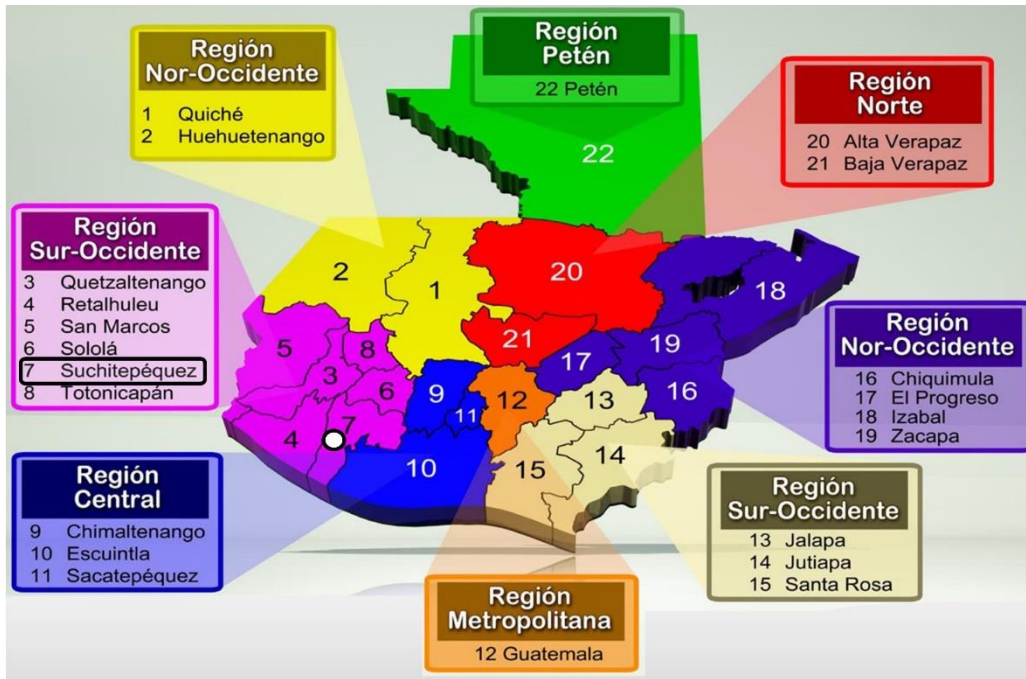 Región
Nor-Occidente
1 Quiché
2 Huehuetenango
Región
Petén
22 Petén
Región
Norte
20 Alta Verapaz
21 Baja Verapaz
Región
Sur-Occidente
3 Quetzaltenango
4 Retalhuleu
5 San Marcos
6 Sololá
7 Suchitepéquez
8 Totonicapán
22
2
1
20
18
5
8
21
19
3
17
6
9
16
12
13
11
7
4
14
10
15
Región
Nor-Occidente
16 Chiquimula
17 El Progreso
18 Izabal
19 Zacapa
Región
Central
9 Chimaltenango
10 Escuintla
11 Sacatepéquez
Región
Sur-Occidente
13 Jalapa
14 Jutiapa
15 Santa Rosa
Región
Metropolitana
12 Guatemala